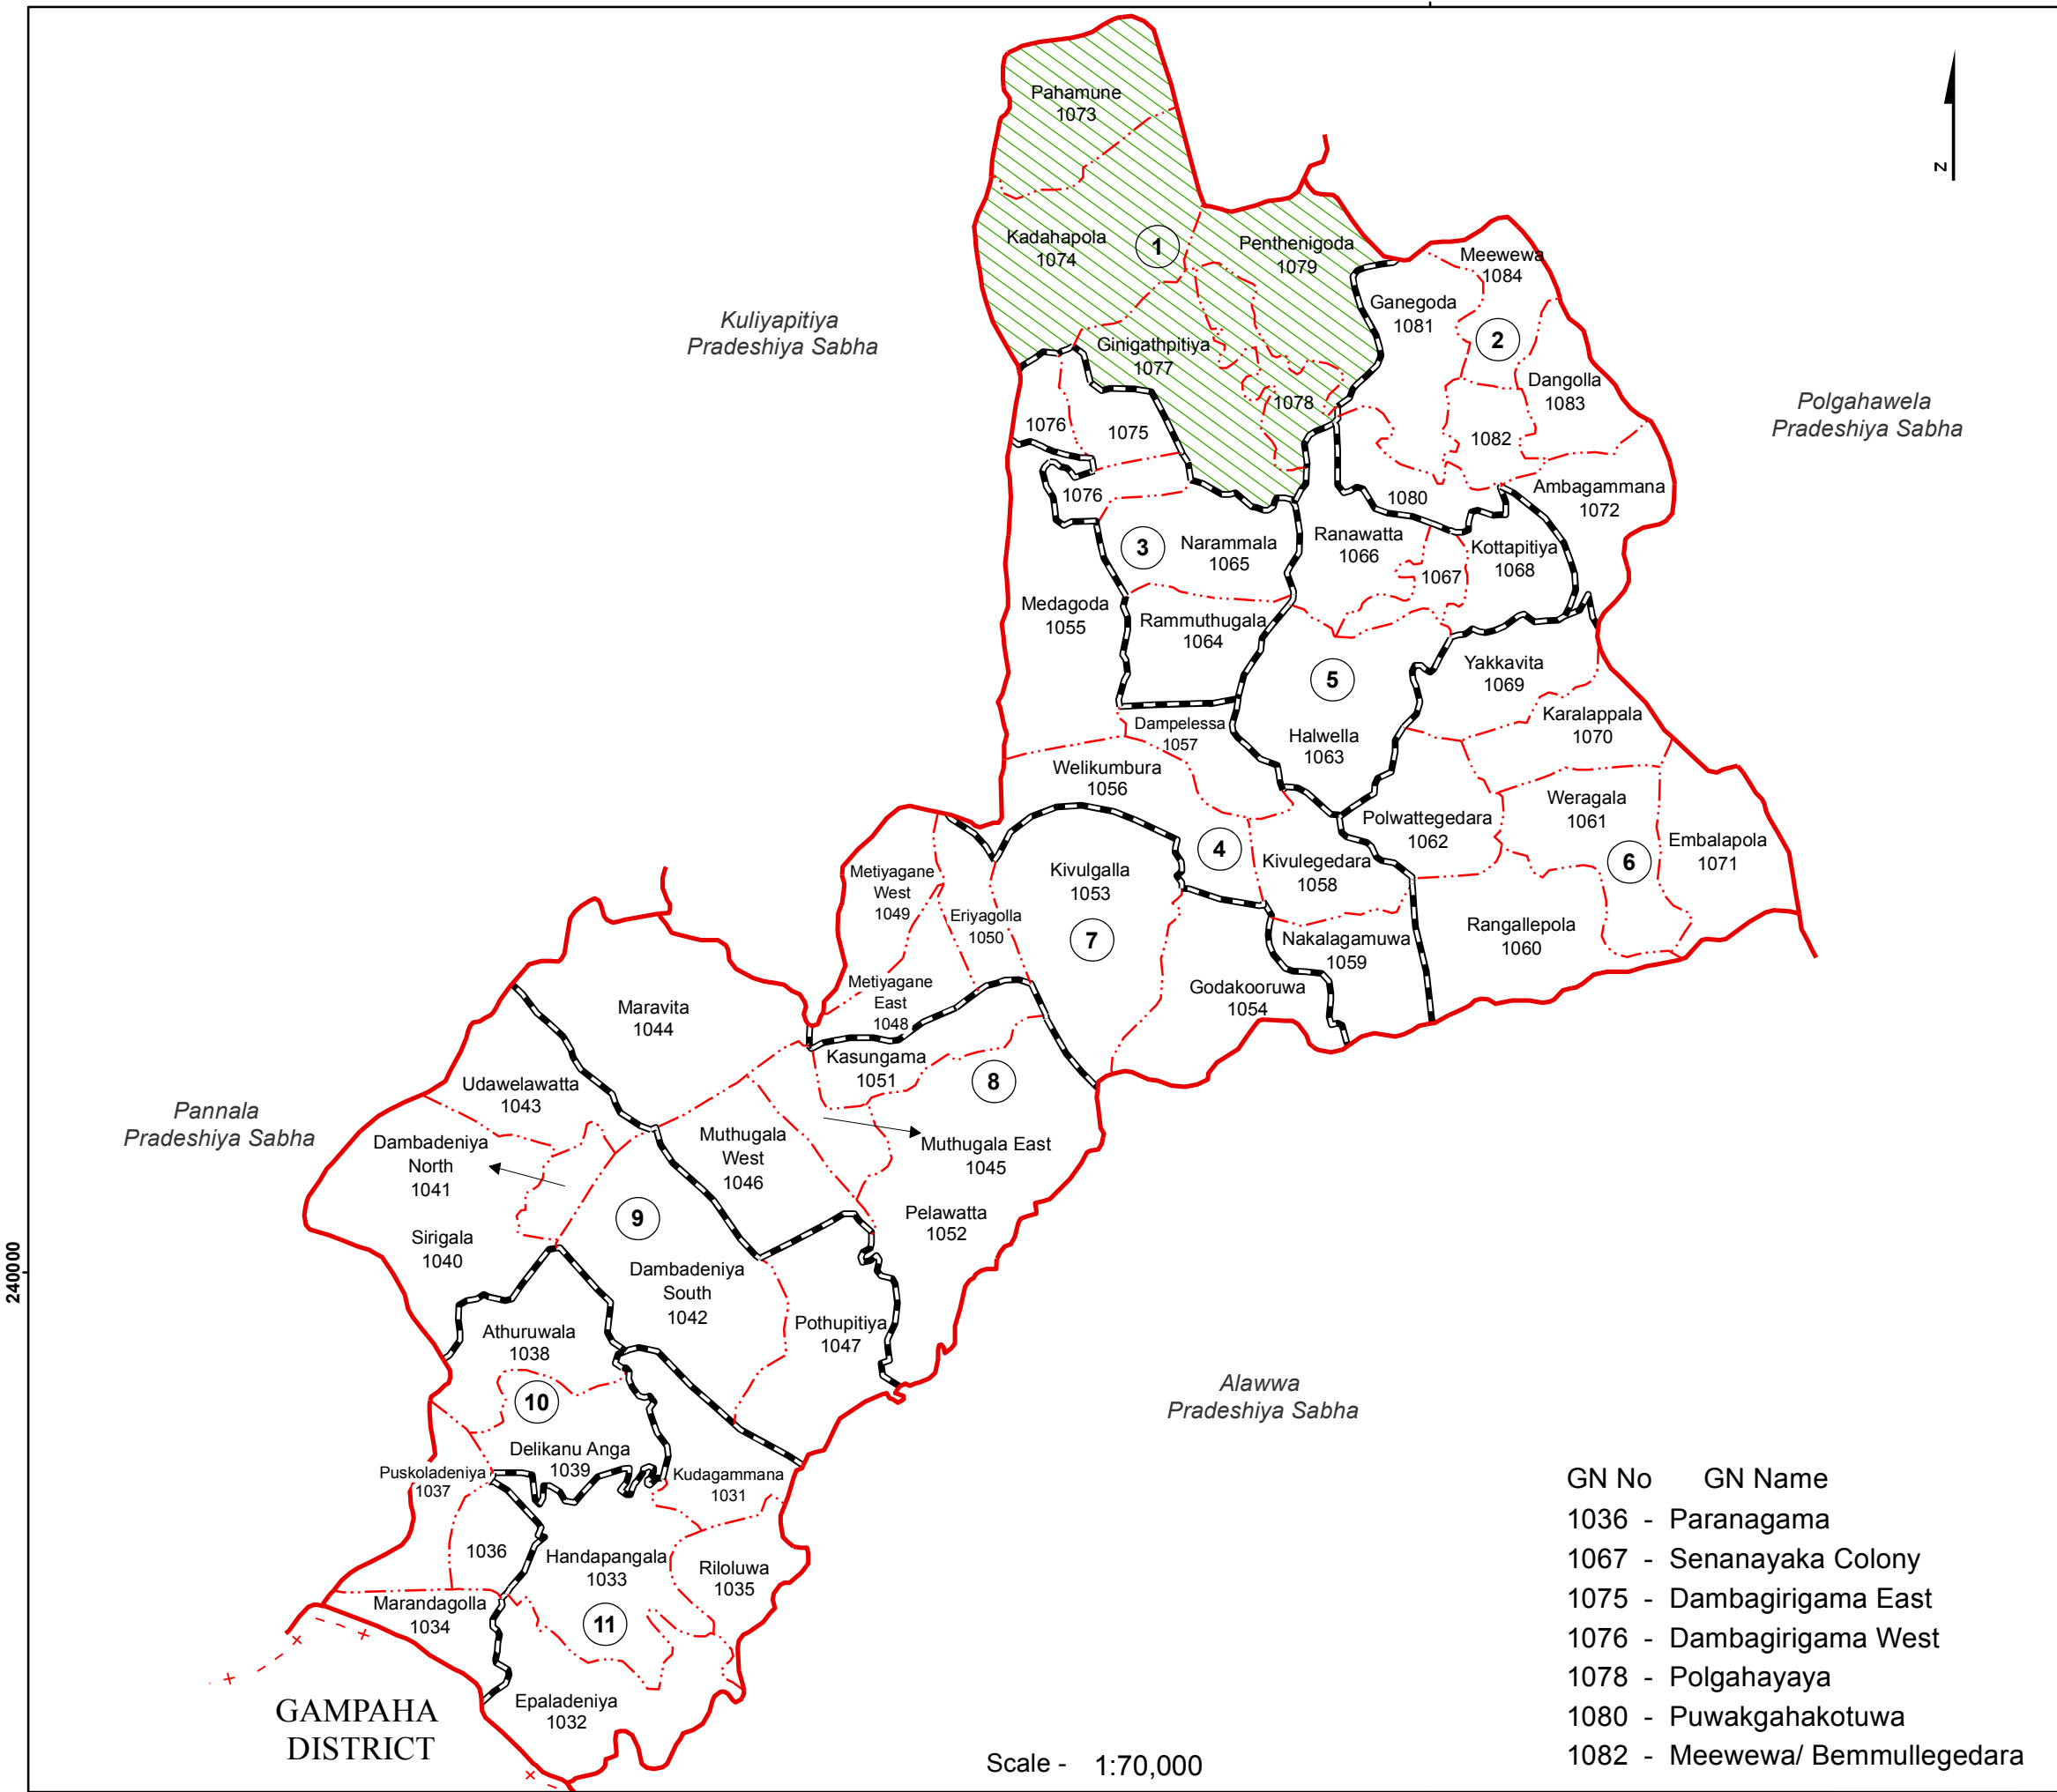 Pahamune
1073
Kadahapola
1074
1
Penthenigoda
1079
Meewewa
1084
Ganegoda
1081
2
Kuliyapitiya
Pradeshiya Sabha
Ginigathpitiya
1077
1078
Dangolla
1083
Polgahawela
Pradeshiya Sabha
1076
1075
1082
1076
1080
Ambagammana
1072
3
Narammala
1065
Ranawatta
1066
1067
Kottapitiya
1068
Medagoda
1055
Rammuthugala
1064
5
Yakkavita
1069
Dampelessa
1057
Halwella
1063
Karalappala
1070
Welikumbura
1056
Weragala
1061
Polwattegedara
1062
Embalapola
1071
6
4
Kivulegedara
1058
Kivulgalla
1053
7
Metiyagane
West
1049
Eriyagolla
1050
Rangallepola
1060
Nakalagamuwa
1059
Godakooruwa
1054
Metiyagane
East
1048
Maravita
1044
Kasungama
1051
8
Udawelawatta
1043
Pannala
Pradeshiya Sabha
Dambadeniya
North
1041
Muthugala
West
1046
Muthugala East
1045
9
Pelawatta
1052
Sirigala
1040
2400000
Dambadeniya
South
1042
Pothupitiya
1047
Athuruwala
1038
10
Alawwa
Pradeshiya Sabha
Delikanu Anga
1039
Puskoladeniya
1037
Kudagammana
1031
1036
Handapangala
1033
Riloluwa
1035
Marandagolla
1034
11
Epaladeniya
1032
GAMPAHA
DISTRICT
Scale - 1:70,000
GN No GN Name
1036 - Paranagama
1067 - Senanayaka Colony
1075 - Dambagirigama East
1076 - Dambagirigama West
1078 - Polgahayaya
1080 - Puwakgahakotuwa
1082 - Meewewa/ Bemmullegedara
Z